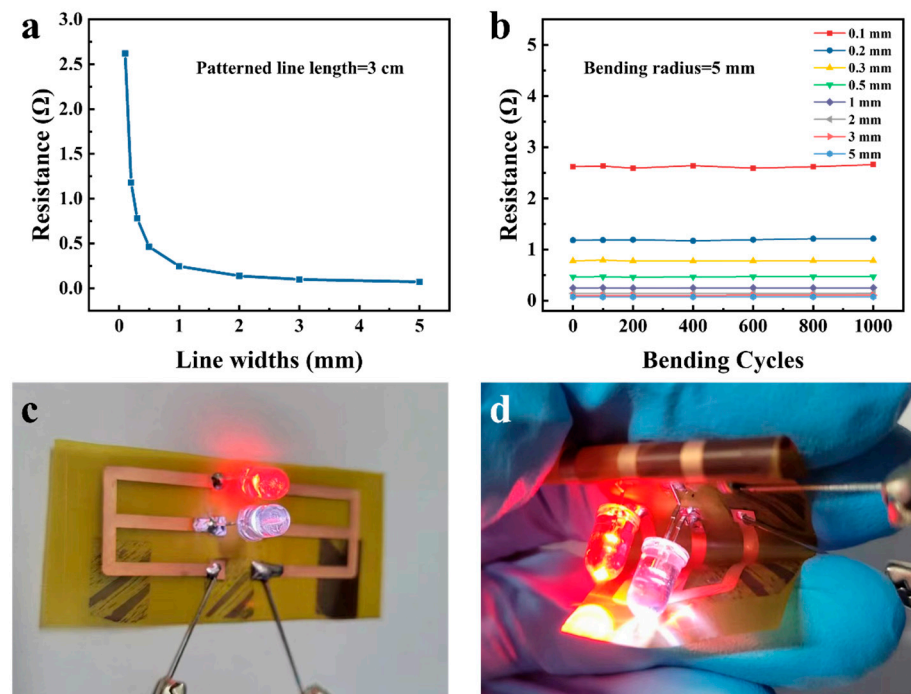 a
Patterned line length=3 cm
Resistance (Ω)
3.0
2.5
2.0
1.5
1.0
0.5
0.0
0
1
2
3
4
5
Line widths (mm)
b
Bending radius=5 mm
0.1 mm
0.2 mm
0.3 mm
0.5 mm
1 mm
2 mm
3 mm
5 mm
Resistance (Ω)
5
4
3
2
1
0
0
200
400
600
800
1000
Bending Cycles
c
d